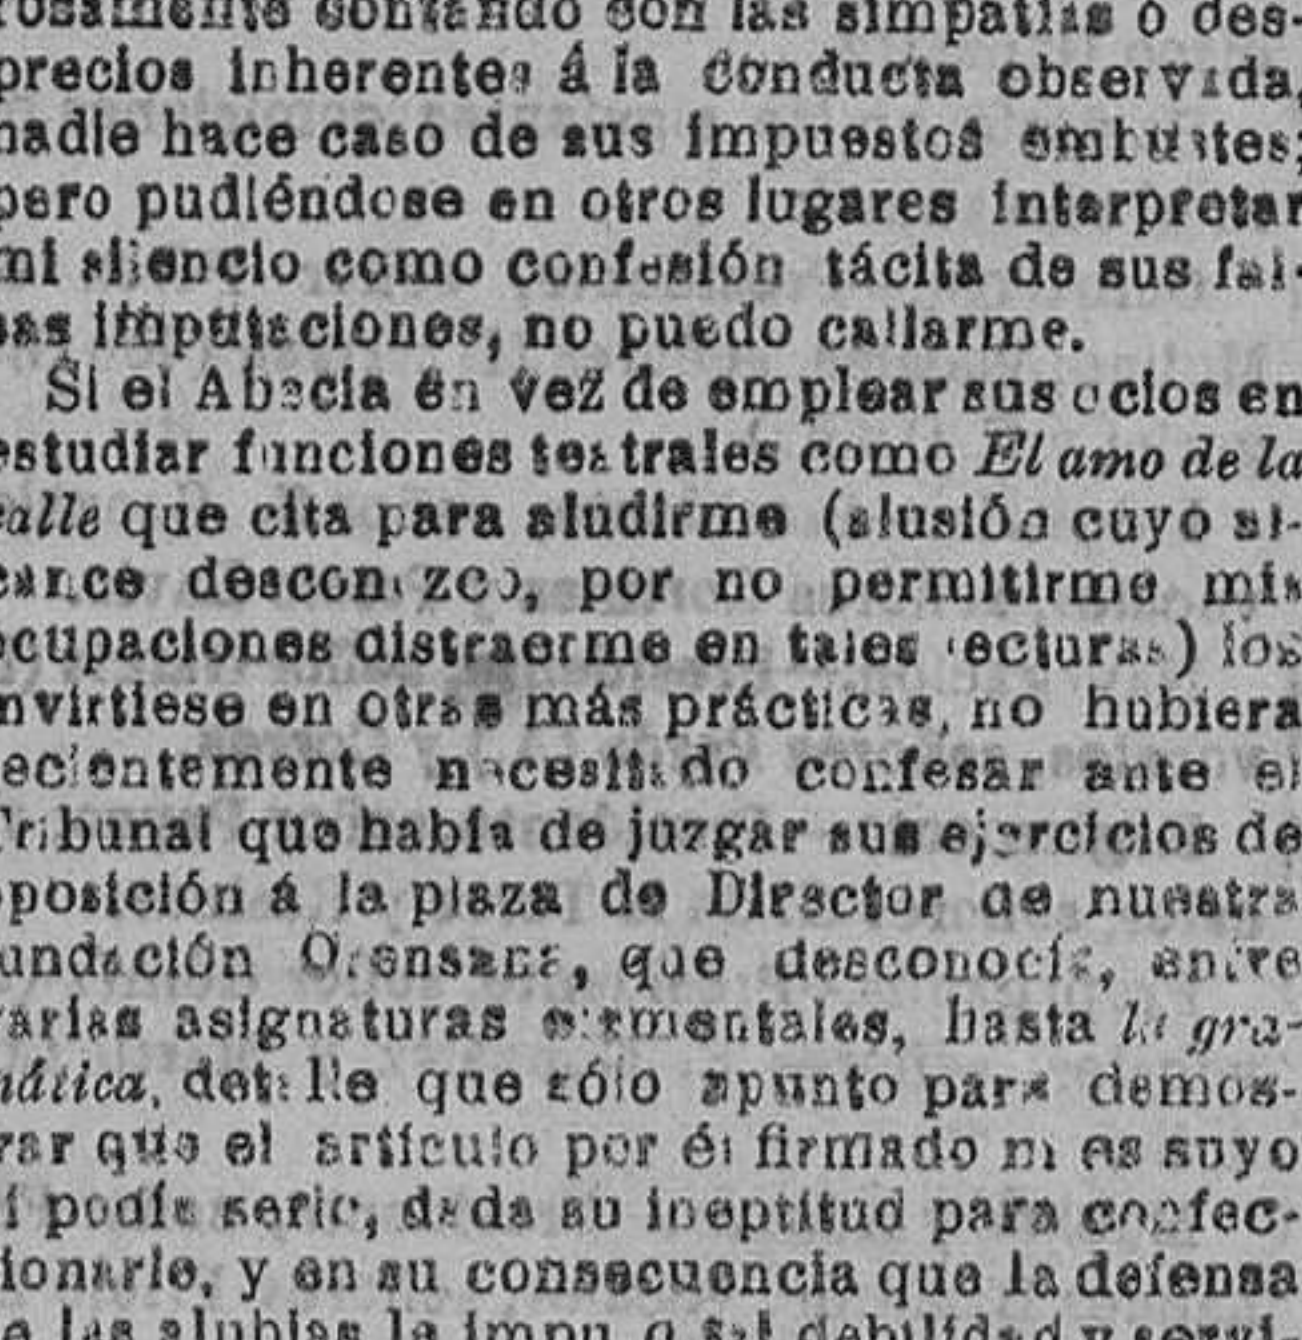 rosamente contando con las simpatías ó des-
precios inherentes á la conducta observada,
nadie hace caso de sus impuestos embustes;
pero pudiéndose en otros lugares interpretar
mi silencio como confesión tácita de sus fal-
sas imputaciones, no puedo callarme.
Si el Abecia en vez de emplear sus ocios en
estudiar funciones teatrales como El amo de la
calle que cita para aludirme (alusión cuyo al-
cance desconozco, por no permitirme mis
ocupaciones distraerme en tales lecturas) los
invirtiese en otras más prácticas, no hubiera
recientemente necesitado confesar ante el
Tribunal que había de juzgar sus ejercicios de
oposición á la plaza de Director de nuestra
fundación Orensana, que desconocía, entre
varias asignaturas elementales, hasta la gra-
mática, detalle que sólo apunto para demos-
rar que el artículo por él firmado ni es suyo
ni podía serlo, dada su ineptitud para confec-
cionarlo, y en su consecuencia que la defensa
de las alubias le debilidad y